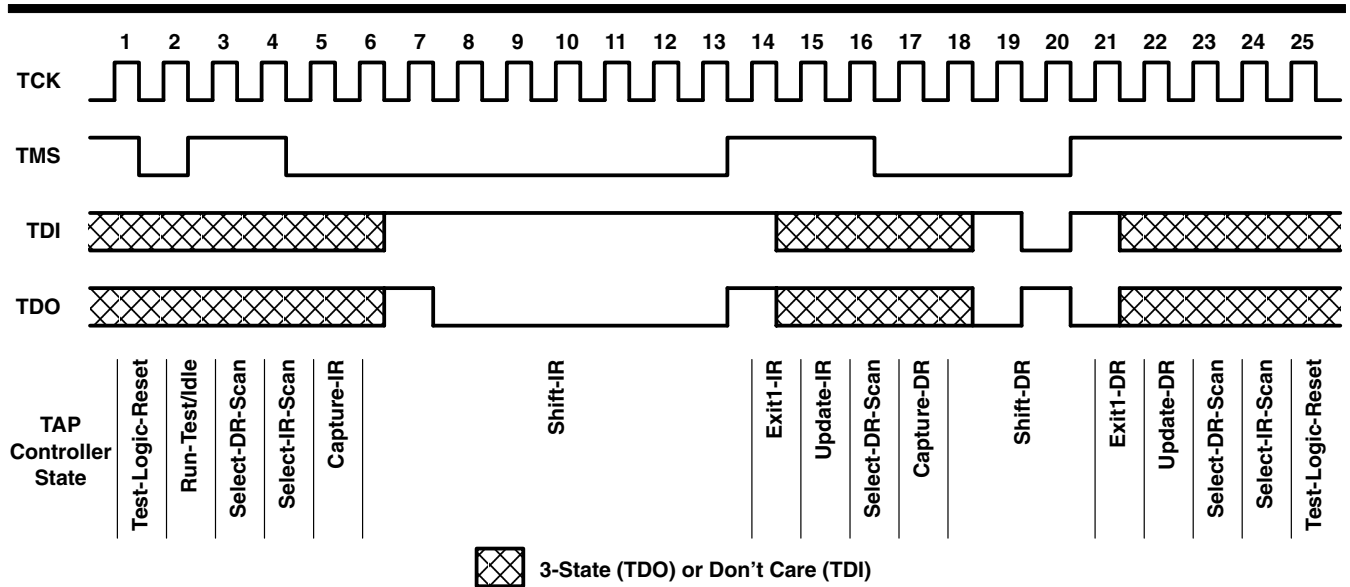 1 2 3 4 5 6 7 8 9 10 11 12 13 14 15 16 17 18 19 20 21 22 23 24 25
TCK
TMS
TDI
TDO
TAP
Controller
State
Test-Logic-Reset
Run-Test/Idle
Select-DR-Scan
Select-IR-Scan
Capture-IR
Shift-IR
Exit1-IR
Update-IR
Select-DR-Scan
Capture-DR
Shift-DR
Exit1-DR
Update-DR
Select-DR-Scan
Select-IR-Scan
Test-Logic-Reset
3-State (TDO) or Don’t Care (TDI)